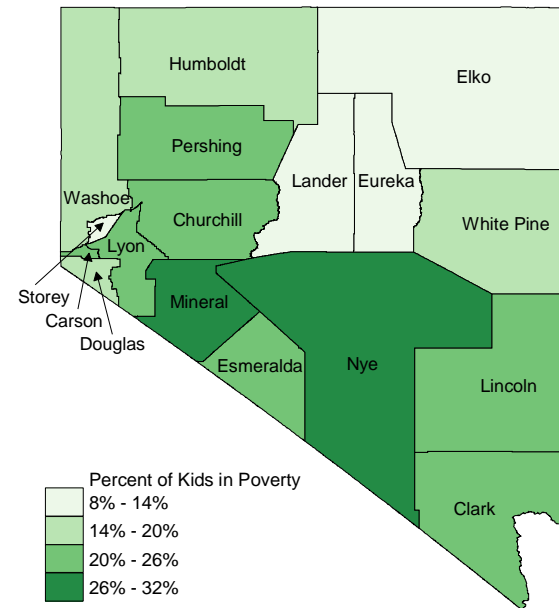 Humboldt
Elko
Pershing
Lander
Eureka
Washoe
Churchill
White Pine
Lyon
Storey
Mineral
Carson
Douglas
Esmeralda
Nye
Lincoln
Clark
Percent of Kids in Poverty
8% - 14%
14% - 20%
20% - 26%
26% - 32%